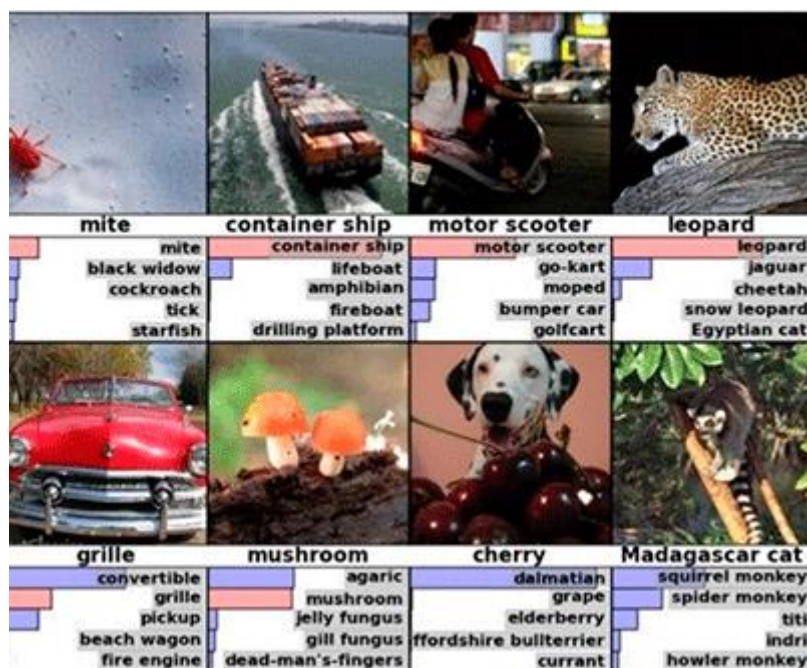 mite
container ship
motor scooter
leopard
mite
black widow
cockroach
tick
starfish
container ship
lifeboat
amphibian
fireboat
drilling platform
motor scooter
go-kart
moped
bumper car
golfcart
leopard
jaguar
cheetah
snow leopard
Egyptian cat
grille
mushroom
cherry
Madagascar cat
convertible
grille
pickup
beach wagon
fire engine
agaric
mushroom
jelly fungus
gill fungus
dead-man's-fingers
dalmatian
grape
elderberry
ffordshire bullterrier
currant
squirrel monkey
spider monkey
titi
indri
howler monkey